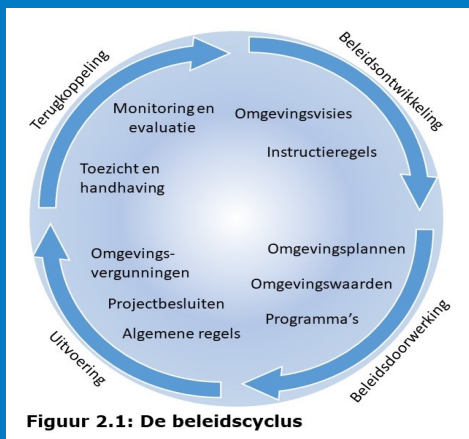 Terugkoppeling
Beleidsontwikkeling
Monitoring en
evaluatie
Omgevingsvisies
Instructieregels
Toezicht en
handhaving
Omgevings-
vergunningen
Projectbesluiten
Algemene regels
Omgevingsplannen
Omgevingswaarden
Programma's
Uitvoering
Beleidsdoorwerking
Figuur 2.1: De beleidscyclus